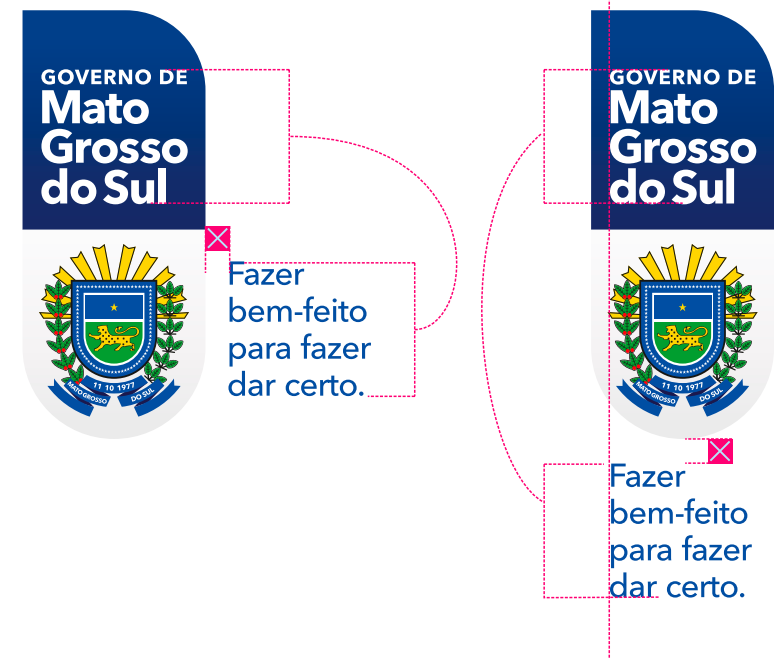 GOVERNO DE
Mato
Grosso
do Sul
11 10 1977
MATO GROSSO
DO SUL
Fazer
bem-feito
para fazer
dar certo.
GOVERNO DE
Mato
Grosso
do Sul
11 10 1977
MATO GROSSO
DO SUL
Fazer
bem-feito
para fazer
dar certo.